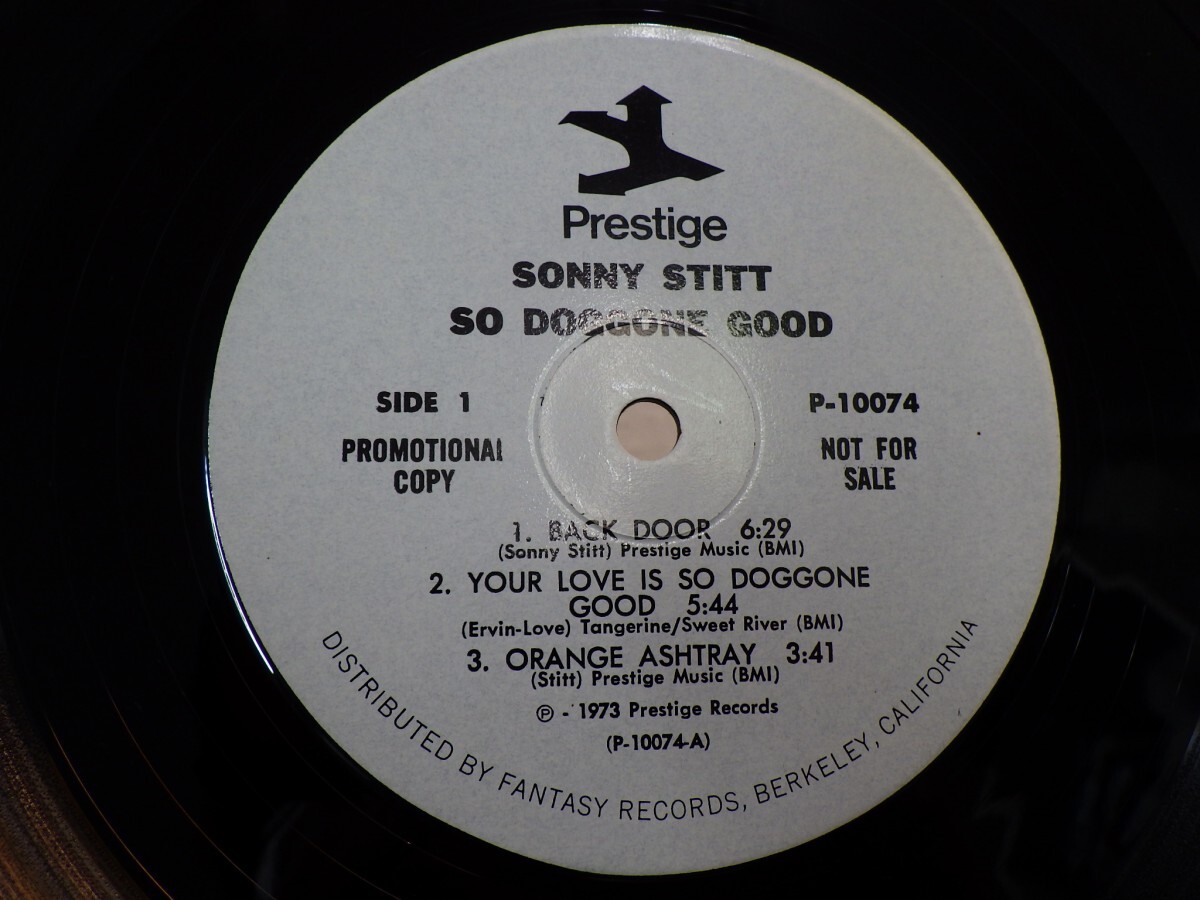 Prestige
SONNY STITT
SO DOGGONE GOOD
SIDE 1
P-10074
PROMOTIONAL
COPY
NOT FOR
SALE
1. BACK DOOR 6:29
(Sonny Stitt) Prestige Music (BMI)
2. YOUR LOVE IS SO DOGGONE
GOOD 5:44
(Ervin-Love) Tangerine/Sweet River (BMI)
3. ORANGE ASHTRAY 3:41
(Stitt) Prestige Music (BMI)
℗ - 1973 Prestige Records
(P-10074-A)
DISTRIBUTED BY FANTASY RECORDS, BERKELEY, CALIFORNIA